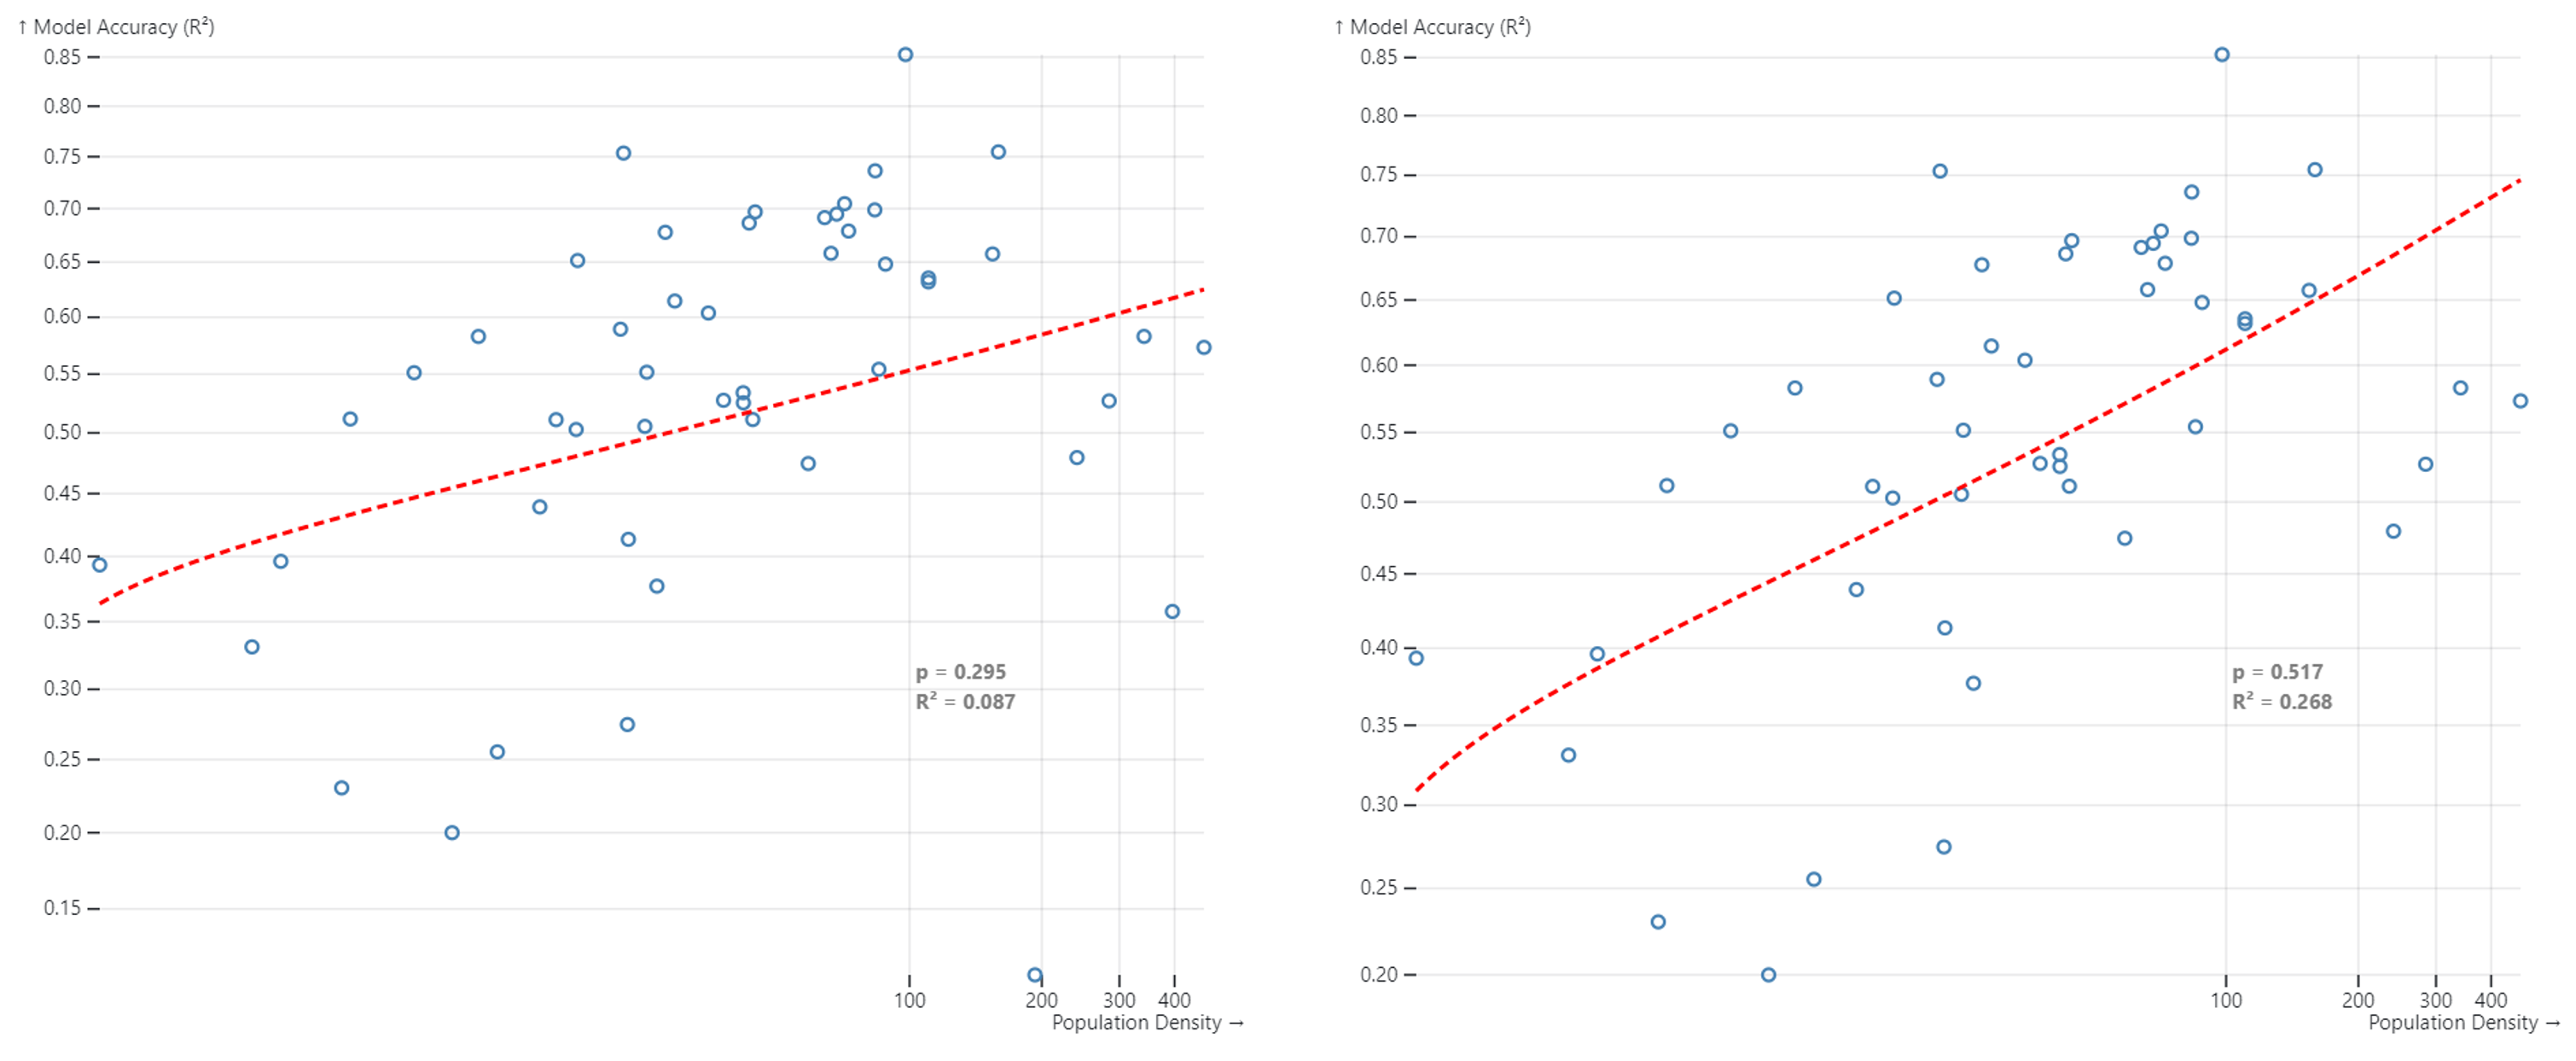 ↑ Model Accuracy (R²)
0.85
0.80
0.75
0.70
0.65
0.60
0.55
0.50
0.45
0.40
0.35
0.30
0.25
0.20
0.15
p = 0.295
R² = 0.087
100 200 300 400
Population Density →
↑ Model Accuracy (R²)
0.85
0.80
0.75
0.70
0.65
0.60
0.55
0.50
0.45
0.40
0.35
0.30
0.25
0.20
p = 0.517
R² = 0.268
100 200 300 400
Population Density →